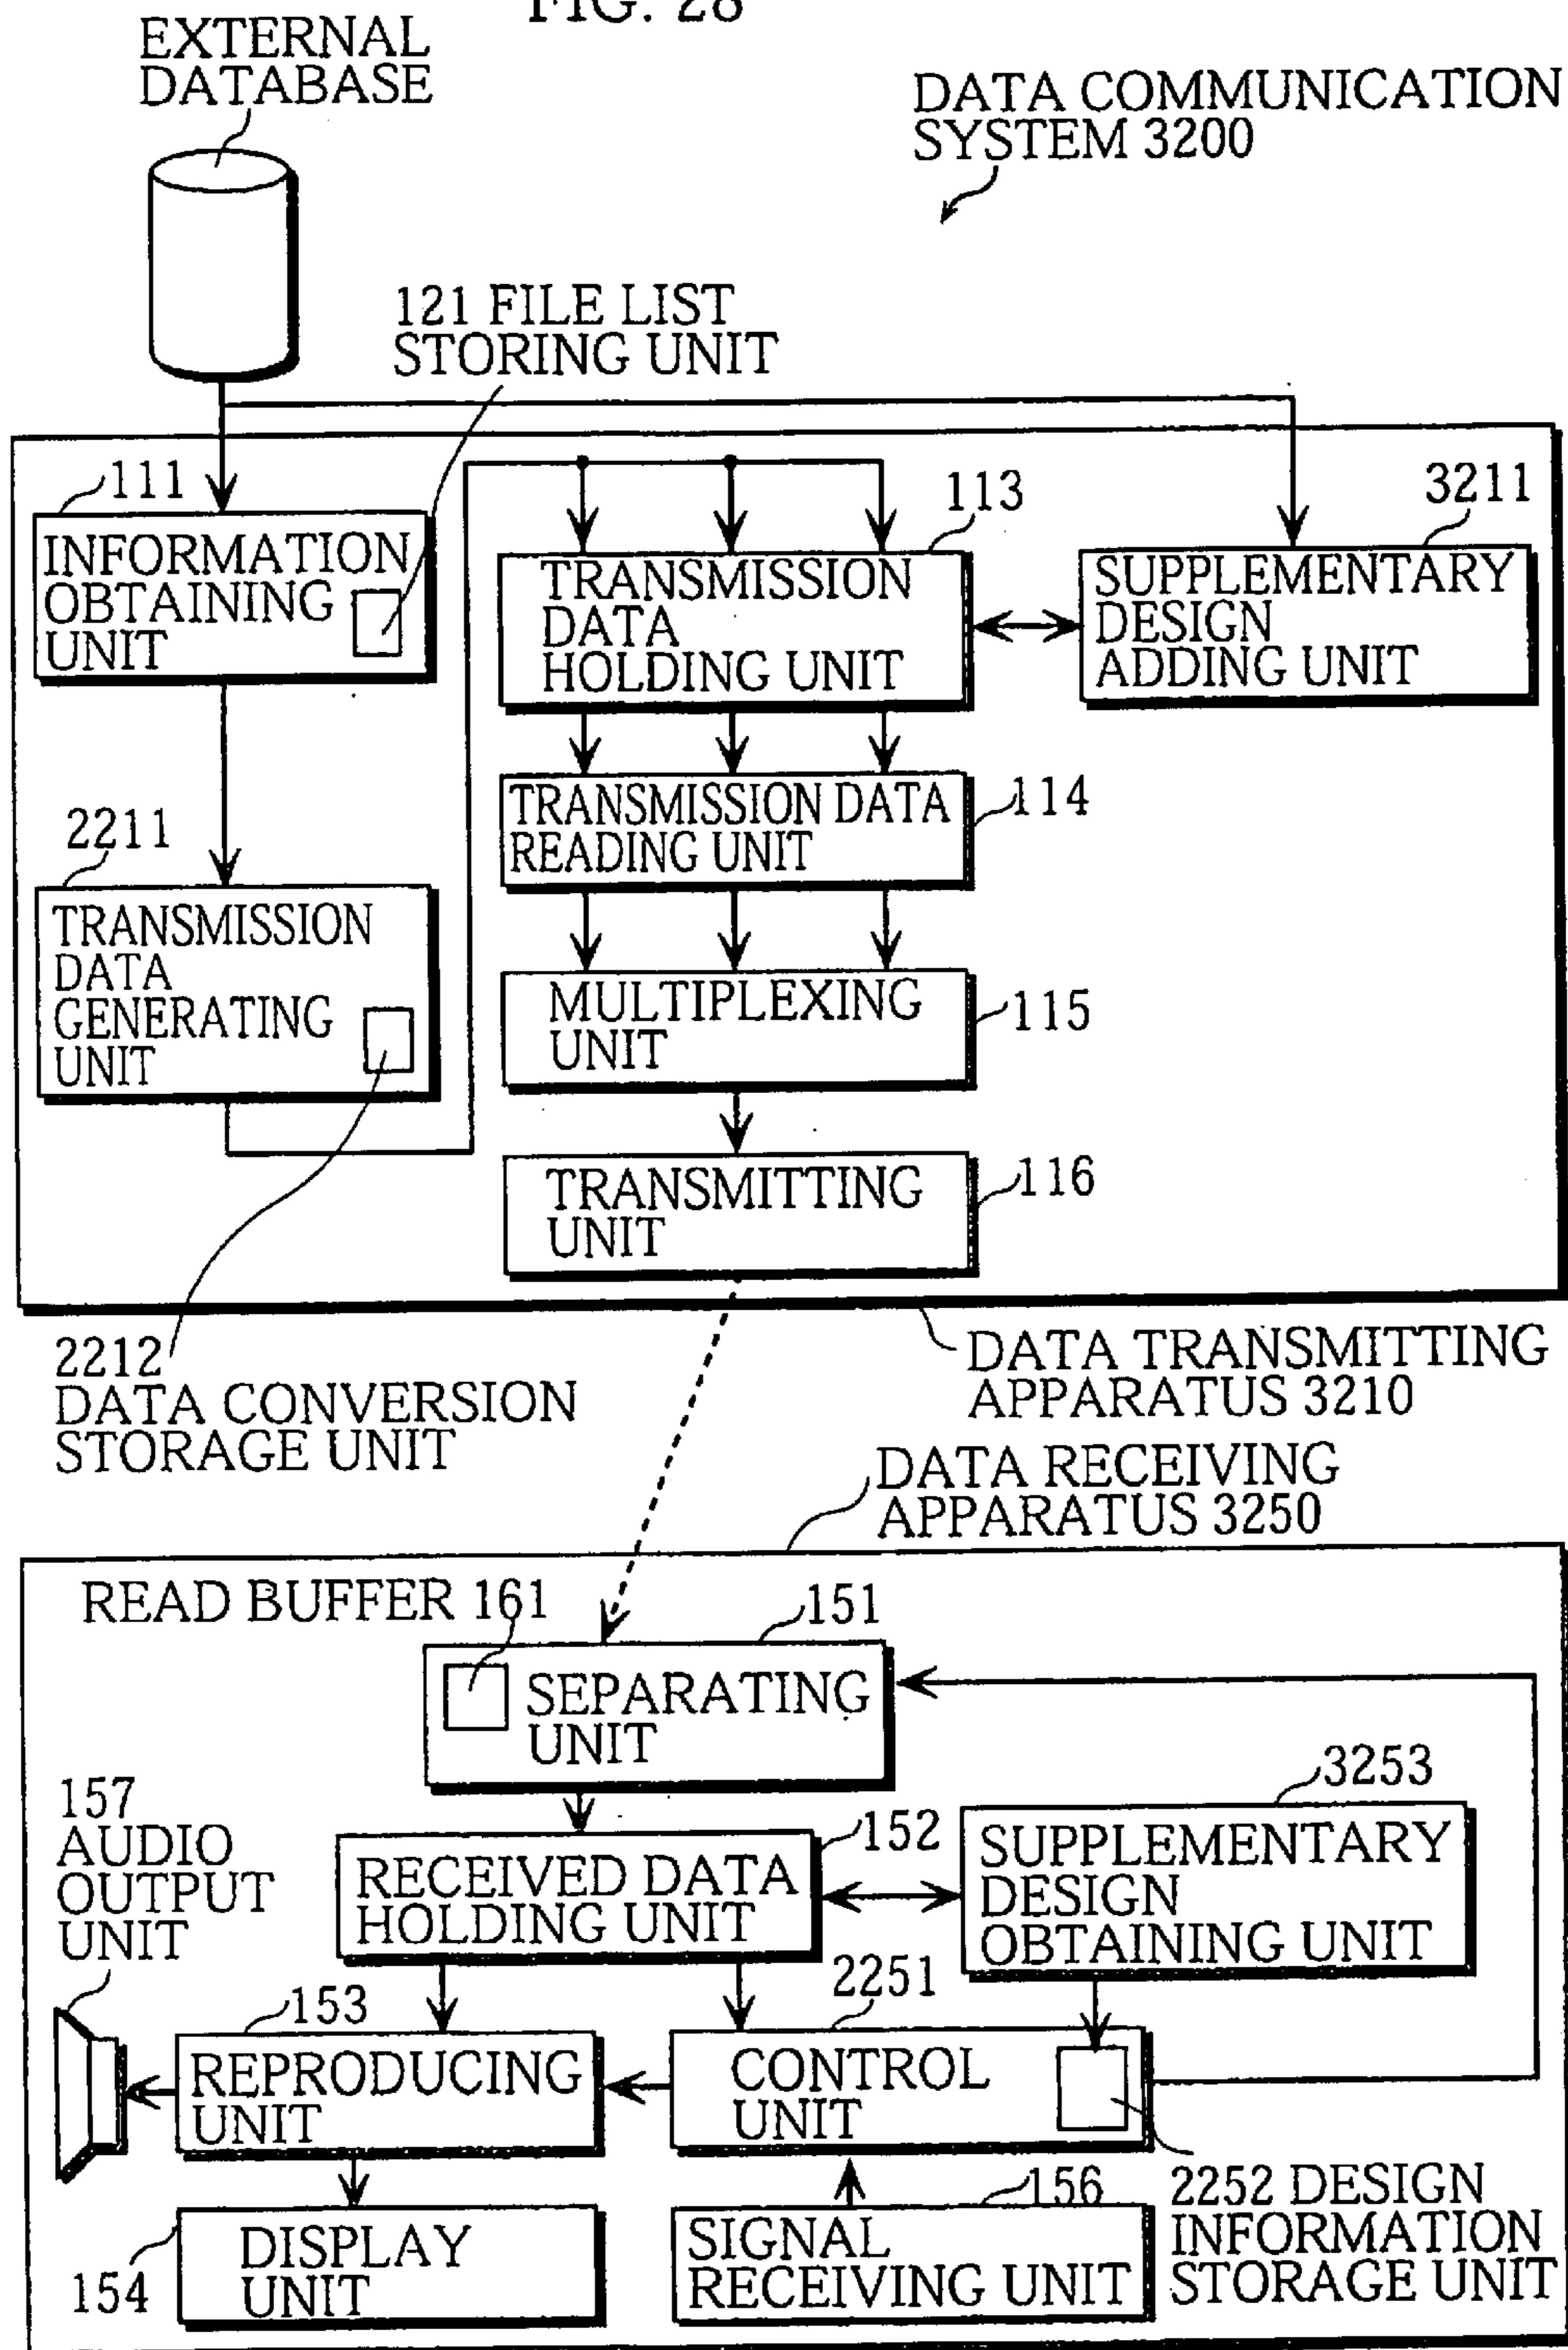 FIG. 28
EXTERNAL
DATABASE
DATA COMMUNICATION
SYSTEM 3200
121 FILE LIST
STORING UNIT
111
INFORMATION
OBTAINING
UNIT
113
TRANSMISSION
DATA
HOLDING UNIT
3211
SUPPLEMENTARY
DESIGN
ADDING UNIT
114
TRANSMISSION DATA
READING UNIT
2211
TRANSMISSION
DATA
GENERATING
UNIT
MULTIPLEXING
UNIT
115
TRANSMITTING
UNIT
116
2212
DATA CONVERSION
STORAGE UNIT
DATA TRANSMITTING
APPARATUS 3210
DATA RECEIVING
APPARATUS 3250
READ BUFFER 161
151
SEPARATING
UNIT
157
AUDIO
OUTPUT
UNIT
152
RECEIVED DATA
HOLDING UNIT
3253
SUPPLEMENTARY
DESIGN
OBTAINING UNIT
153
REPRODUCING
UNIT
2251
CONTROL
UNIT
154
DISPLAY
UNIT
156
SIGNAL
RECEIVING UNIT
2252 DESIGN
INFORMATION
STORAGE UNIT